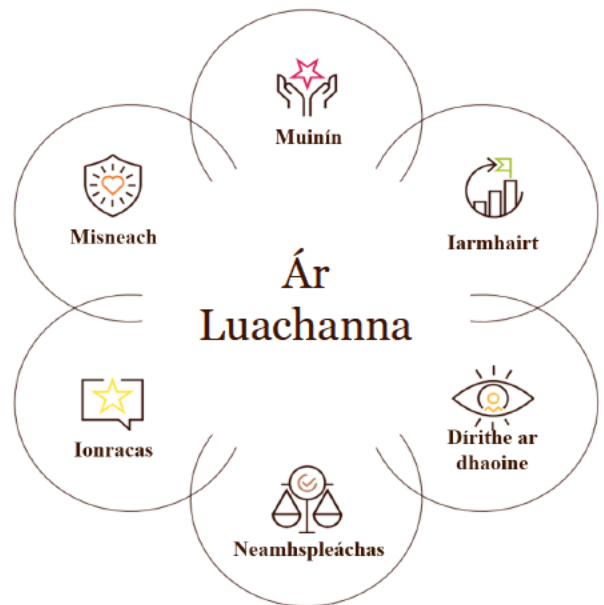 Muinín
Misneach
Iarmhairt
Ár
Luachanna
Ionracas
Dírithe ar
dhaoine
Neamhspleáchas